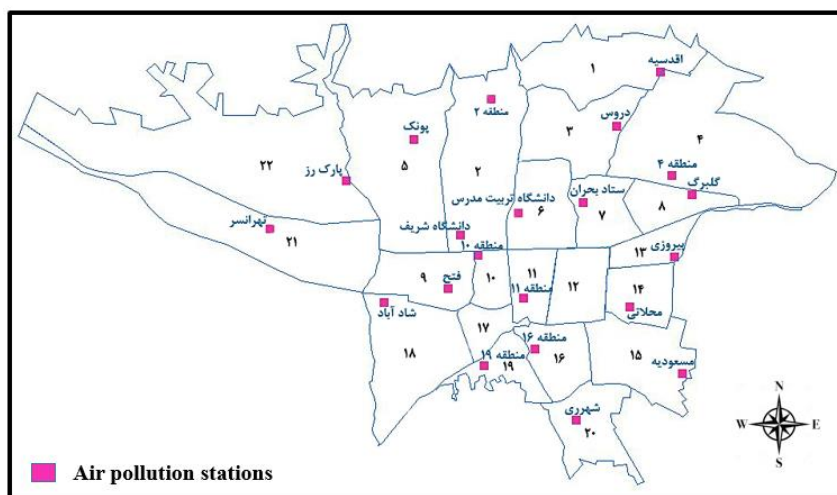 ۱
اقدسیه
منطقه ۲
دروس
۳
۴
پونک
۵
۲
۲۲
پارک رز
منطقه ۴
گلبرگ
دانشگاه تربیت مدرس
ستاد بحران
۶
۷
۸
تهرانسر
۲۱
دانشگاه شریف
منطقه ۱۰
۱۳
پیروزی
۹
فتح
۱۰
۱۱
۱۲
۱۴
منطقه ۱۱
محلاتی
شاد آباد
۱۷
۱۸
منطقه ۱۶
۱۶
۱۵
منطقه ۱۹
۱۹
مسعودیه
شهرری
۲۰
N
W
E
S
Air pollution stations